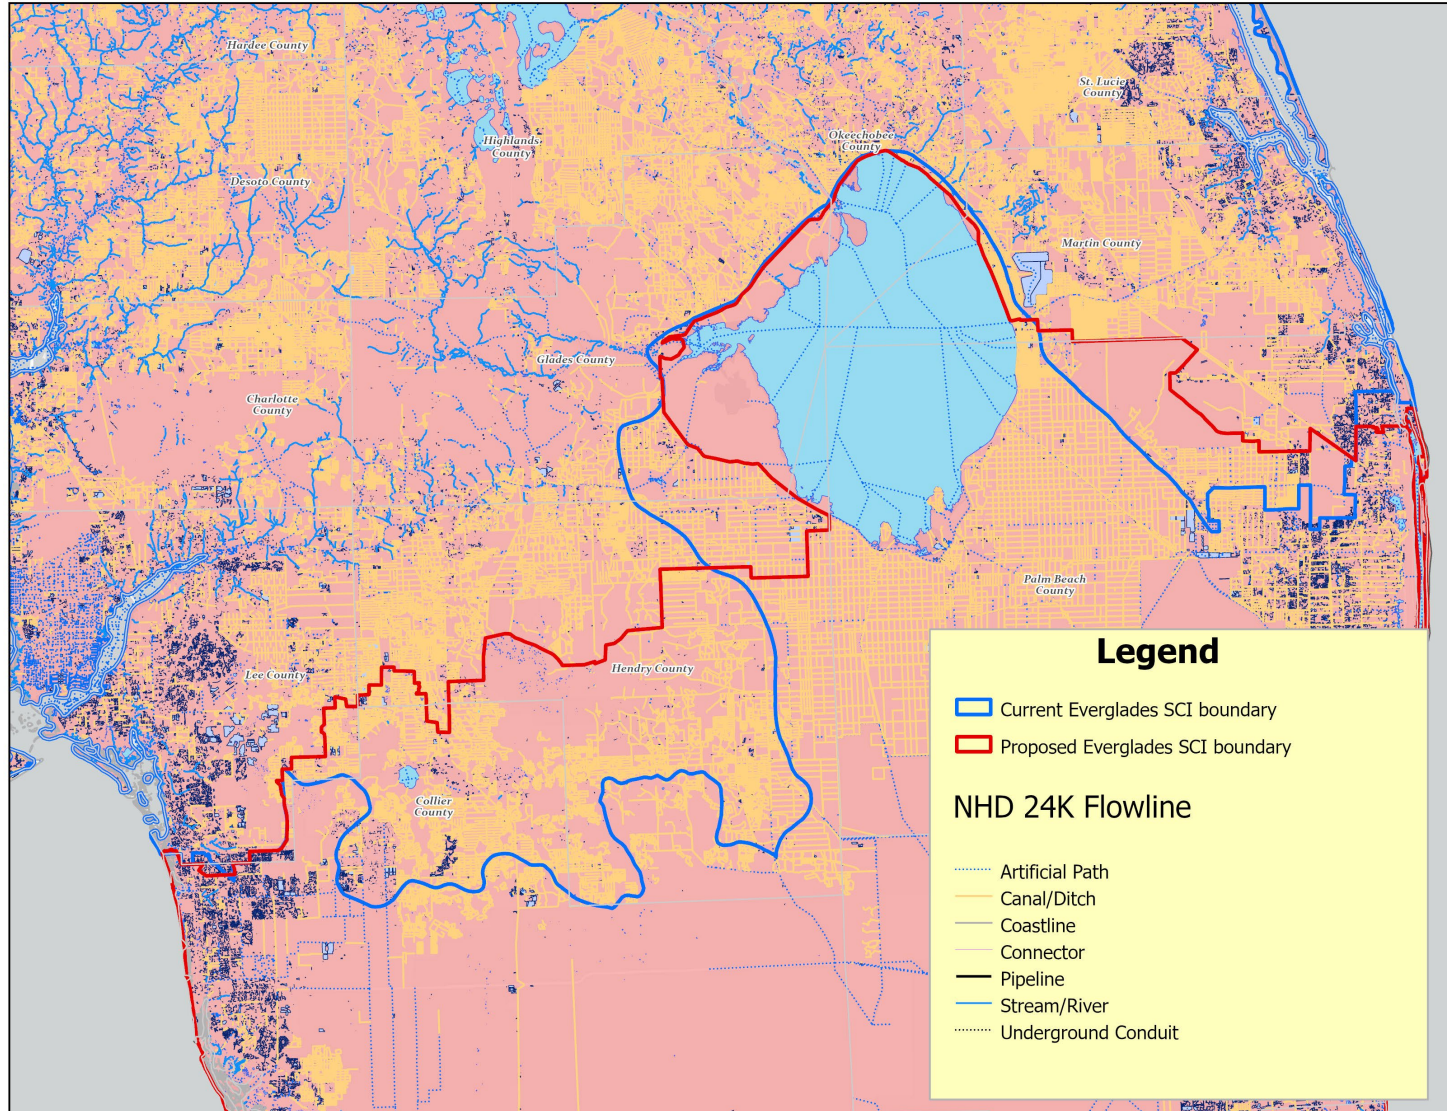 Hardee County
St. Lucie
County
Highlands
County
Okeechobee
County
Desoto County
Martin County
Glades County
Charlotte
County
Palm Beach
County
Hendry County
Lee County
Collier
County
Legend
Current Everglades SCI boundary
Proposed Everglades SCI boundary
NHD 24K Flowline
Artificial Path
Canal/Ditch
Coastline
Connector
Pipeline
Stream/River
Underground Conduit